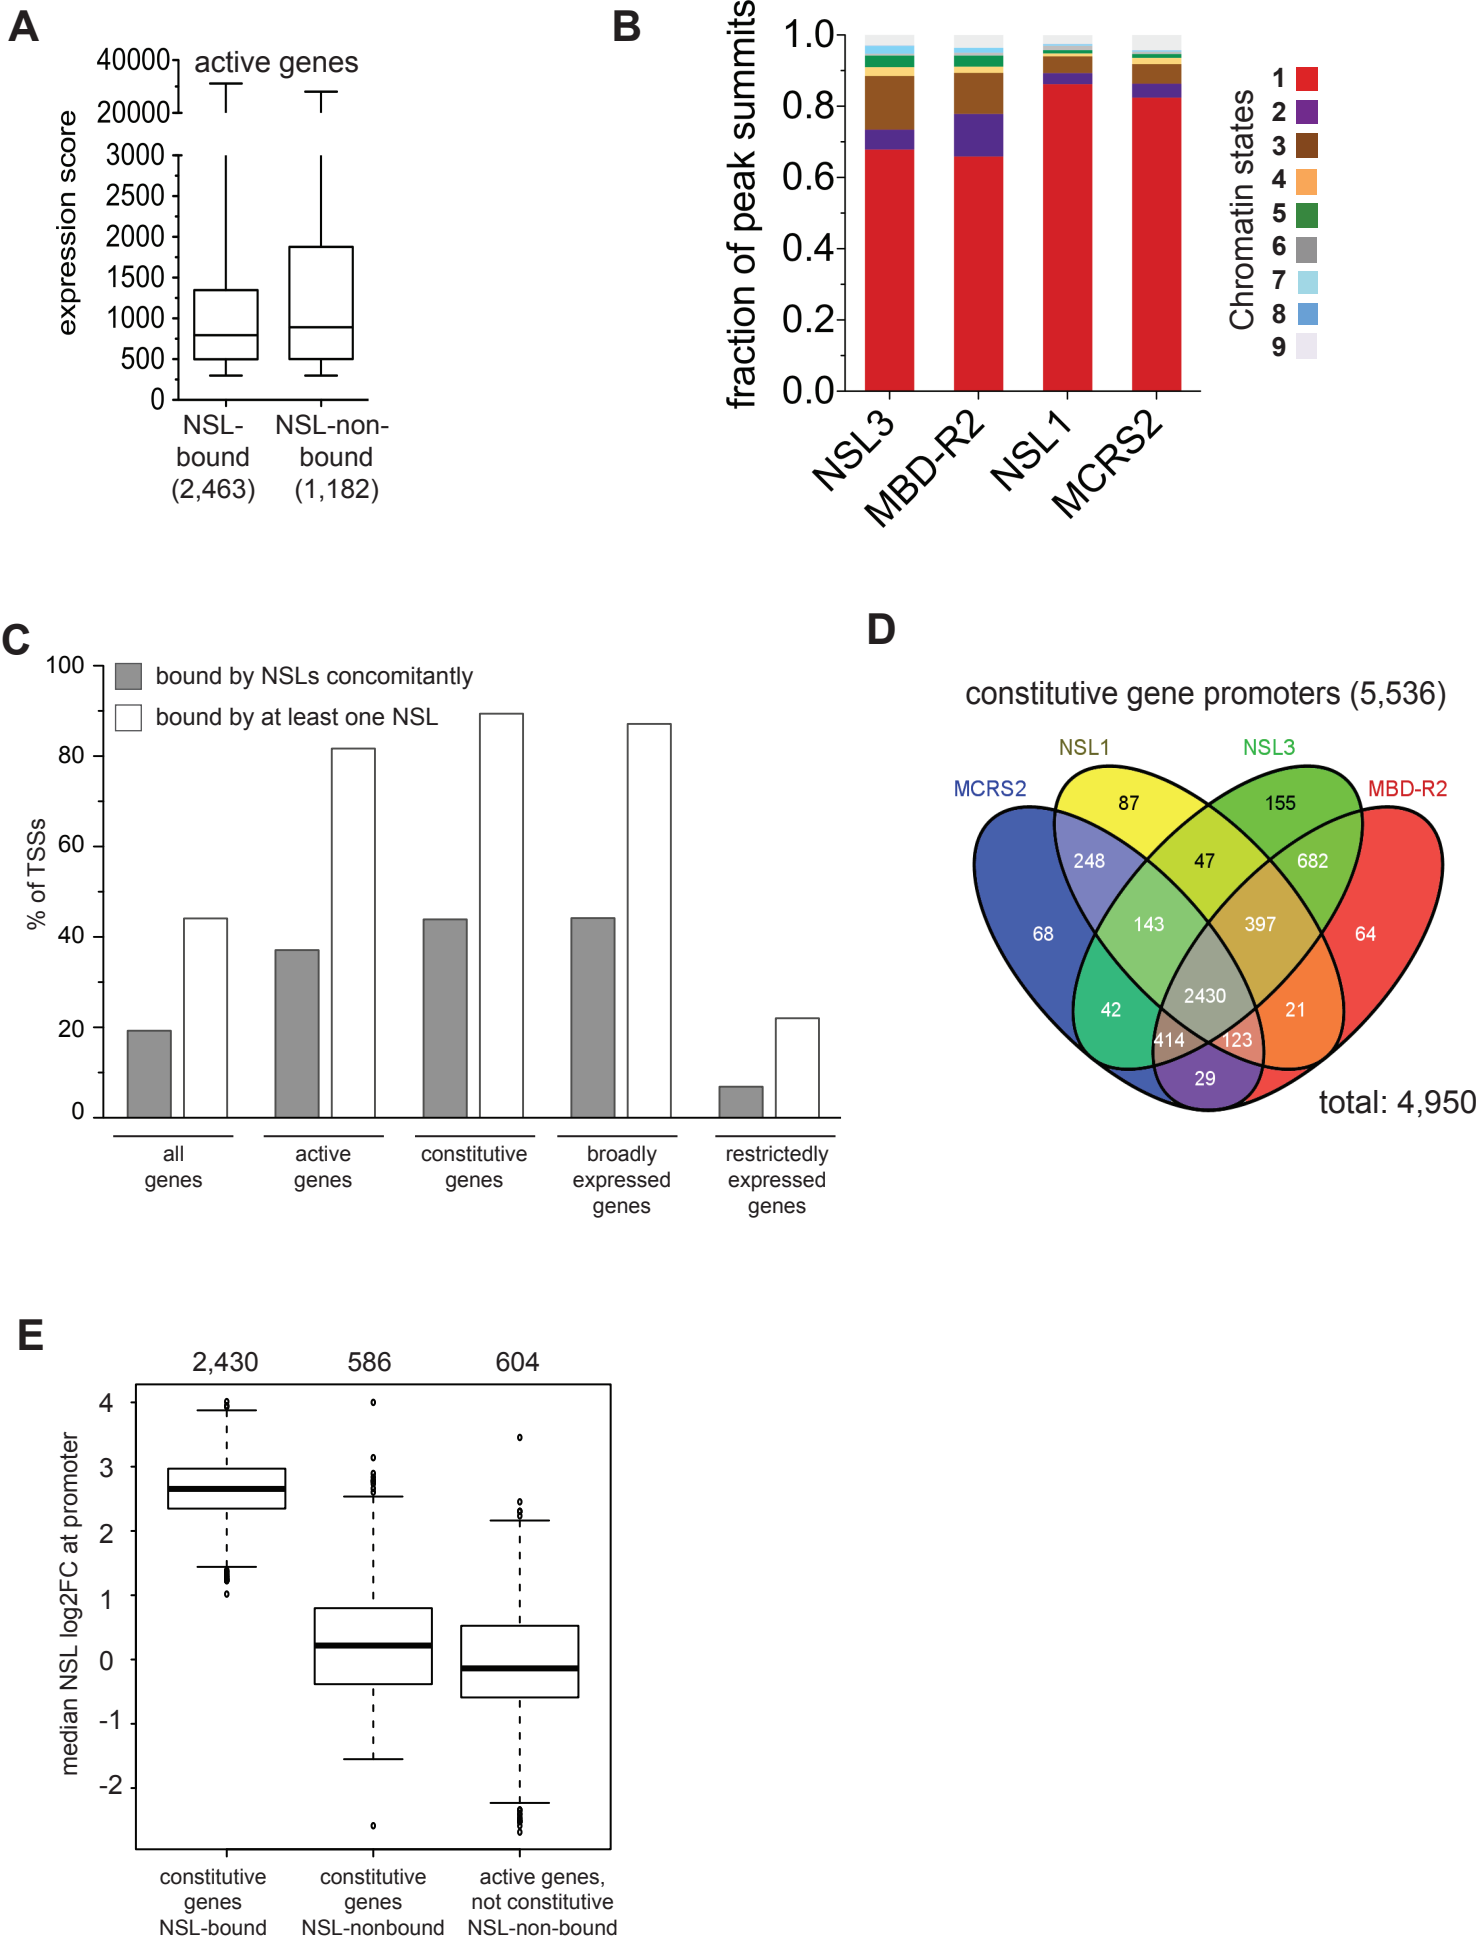 A
active genes
40000
20000
3000
2500
2000
1500
1000
500
0
expression score
NSL-
bound
(2,463)
NSL-non-
bound
(1,182)
B
1.0
0.8
0.6
0.4
0.2
0.0
fraction of peak summits
NSL3
MBD-R2
NSL1
MCRS2
Chromatin states
1
2
3
4
5
6
7
8
9
C
100
80
60
40
20
0
% of TSSs
bound by NSLs concomitantly
bound by at least one NSL
all
genes
active
genes
constitutive
genes
broadly
expressed
genes
restrictedly
expressed
genes
D
constitutive gene promoters (5,536)
NSL1
NSL3
MCRS2
MBD-R2
87
155
248
47
682
68
143
397
64
42
2430
21
414
123
29
total: 4,950
E
2,430
586
604
4
3
2
1
0
-1
-2
median NSL log2FC at promoter
constitutive
genes
NSL-bound
constitutive
genes
NSL-nonbound
active genes,
not constitutive
NSL-non-bound